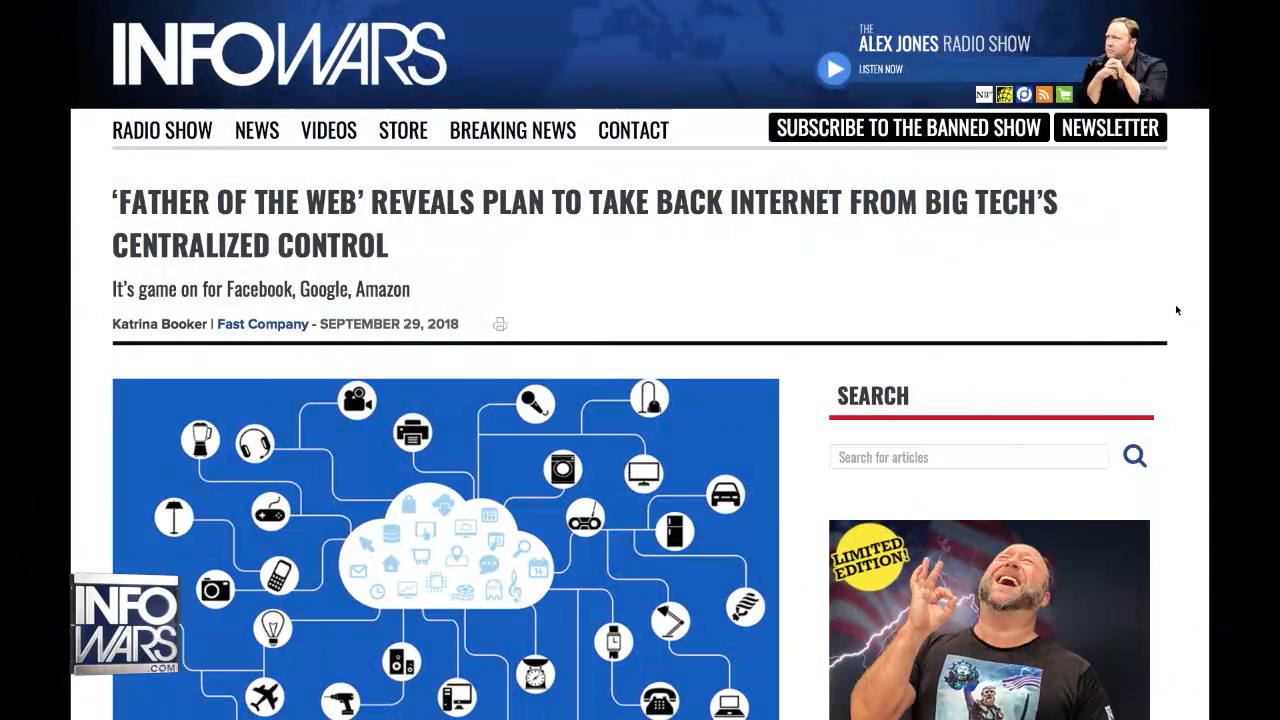 INFOWARS
THE
ALEX JONES RADIO SHOW
LISTEN NOW
RADIO SHOW NEWS VIDEOS STORE BREAKING NEWS CONTACT SUBSCRIBE TO THE BANNED SHOW NEWSLETTER
‘FATHER OF THE WEB’ REVEALS PLAN TO TAKE BACK INTERNET FROM BIG TECH’S
CENTRALIZED CONTROL
It’s game on for Facebook, Google, Amazon
Katrina Booker | Fast Company - SEPTEMBER 29, 2018
SEARCH
Search for articles
LIMITED
EDITION!
14
INFO
WARS
.COM